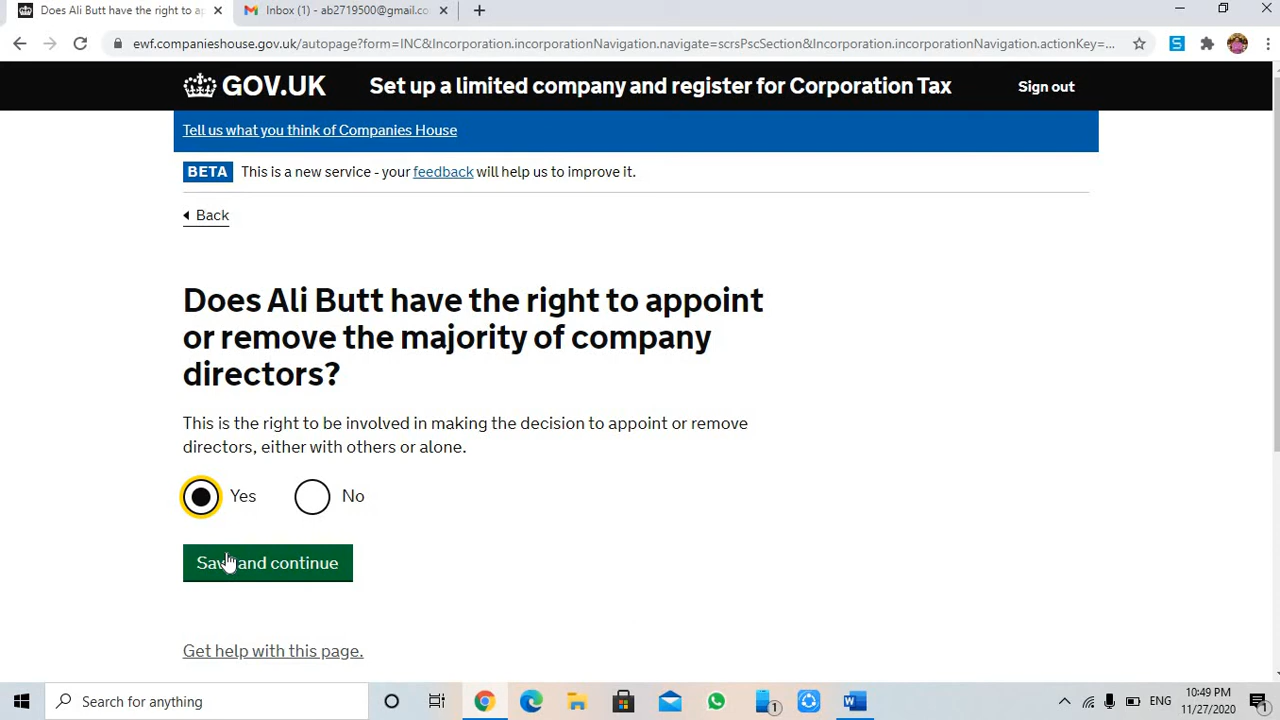 Does Ali Butt have the right to ap
Inbox (1) - ab2719500@gmail.co
ewf.companieshouse.gov.uk/autopage?form=INC&Incorporation.incorporationNavigation.navigate=scrnPscSection&Incorporation.incorporationNavigation.actionKey=...
GOV.UK
Set up a limited company and register for Corporation Tax
Sign out
Tell us what you think of Companies House
BETA This is a new service - your feedback will help us to improve it.
Back
Does Ali Butt have the right to appoint
or remove the majority of company
directors?
This is the right to be involved in making the decision to appoint or remove
directors, either with others or alone.
Yes No
Save and continue
Get help with this page.
Search for anything
1
ENG
10:49 PM
11/27/2020
1